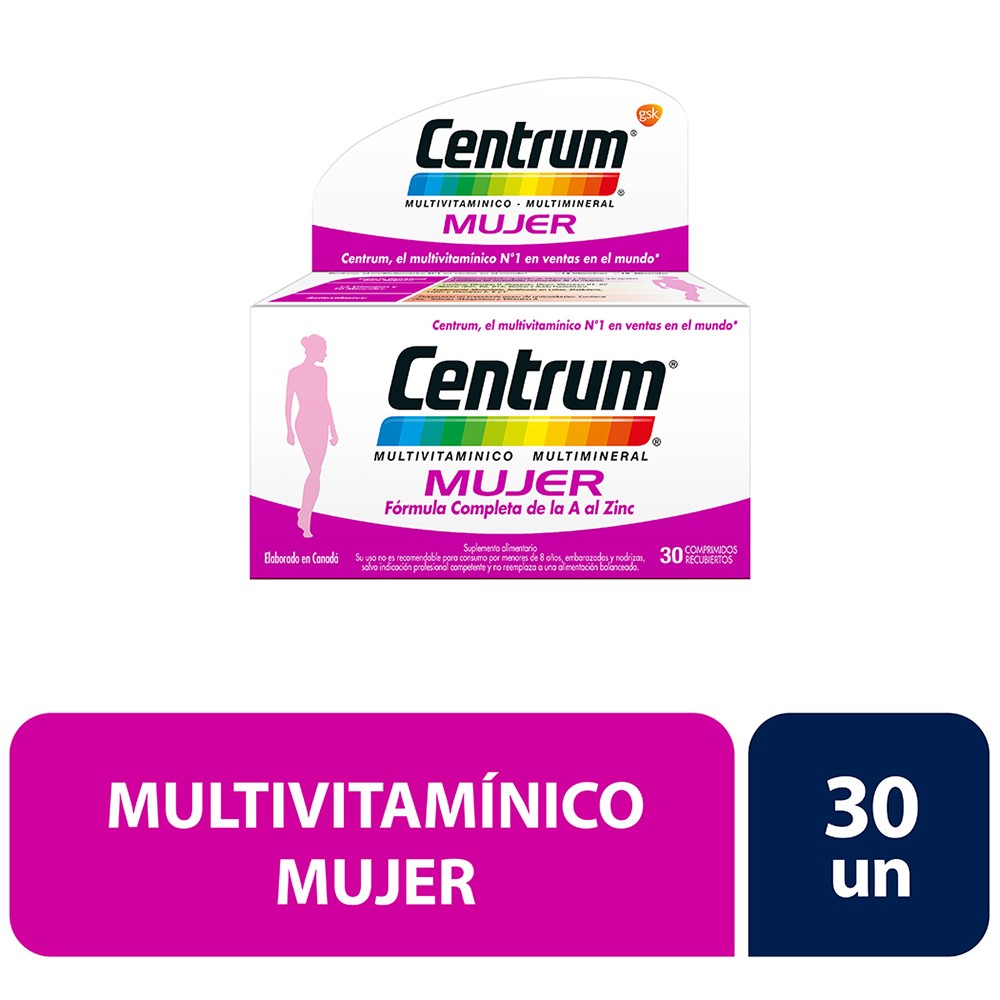 gsk
Centrum®
®
MULTIVITAMINICO - MULTIMINERAL
MUJER
Centrum, el multivitamínico N°1 en ventas en el mundo*
Centrum, el multivitamínico N°1 en ventas en el mundo*
Centrum®
®
MULTIVITAMINICO MULTIMINERAL
MUJER
Fórmula Completa de la A al Zinc
Elaborado en Canadá
Suplemento alimentario
Su uso no es recomendable para consumo por menores de 8 años, embarazadas y nodrizas,
salvo indicación profesional competente y no reemplaza a una alimentación balanceada.
30 COMPRIMIDOS
RECUBIERTOS
MULTIVITAMÍNICO
MUJER
30
un